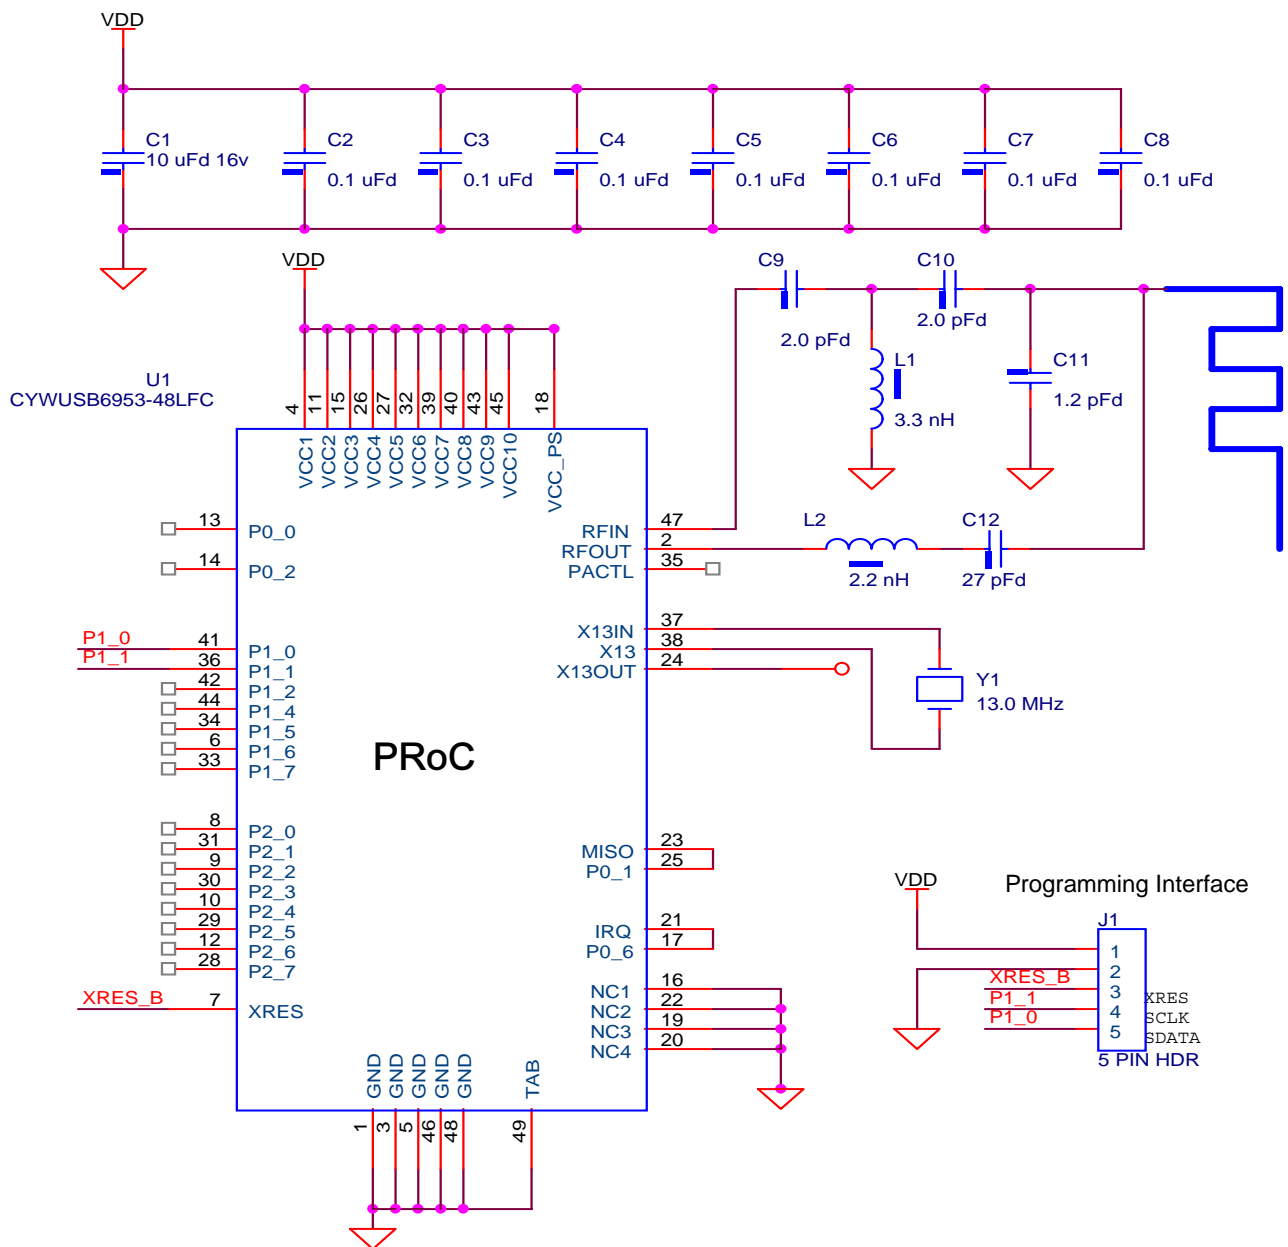 VDD
C1
10 uFd 16v
C2
0.1 uFd
C3
0.1 uFd
C4
0.1 uFd
C5
0.1 uFd
C6
0.1 uFd
C7
0.1 uFd
C8
0.1 uFd
VDD
C9
2.0 pFd
C10
2.0 pFd
L1
3.3 nH
C11
1.2 pFd
U1
CYWUSB6953-48LFC
4 11 15 26 27 32 39 40 43 45 18
VCC1 VCC2 VCC3 VCC4 VCC5 VCC6 VCC7 VCC8 VCC9 VCC10 VCC_PS
13 P0_0
14 P0_2
P1_0 41 P1_0
P1_1 36 P1_1
42 P1_2
44 P1_4
34 P1_5
6 P1_6
33 P1_7
8 P2_0
31 P2_1
9 P2_2
30 P2_3
10 P2_4
29 P2_5
12 P2_6
28 P2_7
XRES_B 7 XRES
PRoC
RFIN 47
RFOUT 2
PACTL 35
L2
2.2 nH
C12
27 pFd
X13IN 37
X13 38
X13OUT 24
Y1
13.0 MHz
MISO 23
P0_1 25
IRQ 21
P0_6 17
NC1 16
NC2 22
NC3 19
NC4 20
GND GND GND GND GND TAB
1 3 5 46 48 49
VDD
Programming Interface
J1
1
2
XRES_B 3 XRES
P1_1 4 SCLK
P1_0 5 SDATA
5 PIN HDR